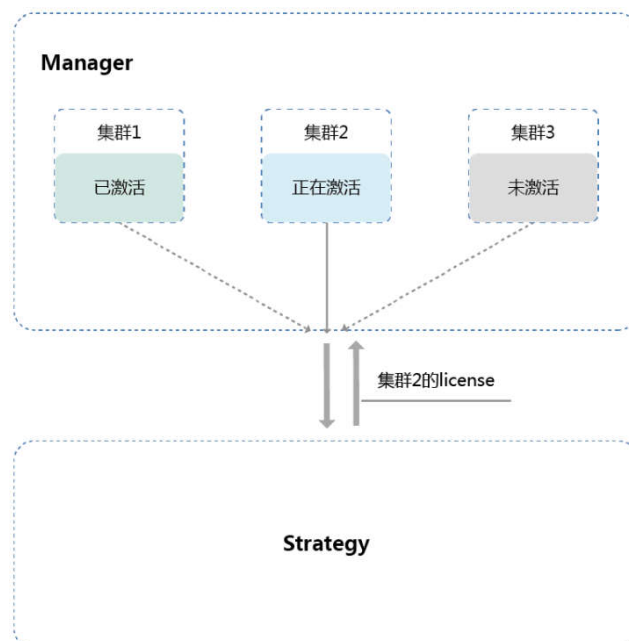 Manager
集群1
集群2
集群3
已激活
正在激活
未激活
集群2的license
Strategy